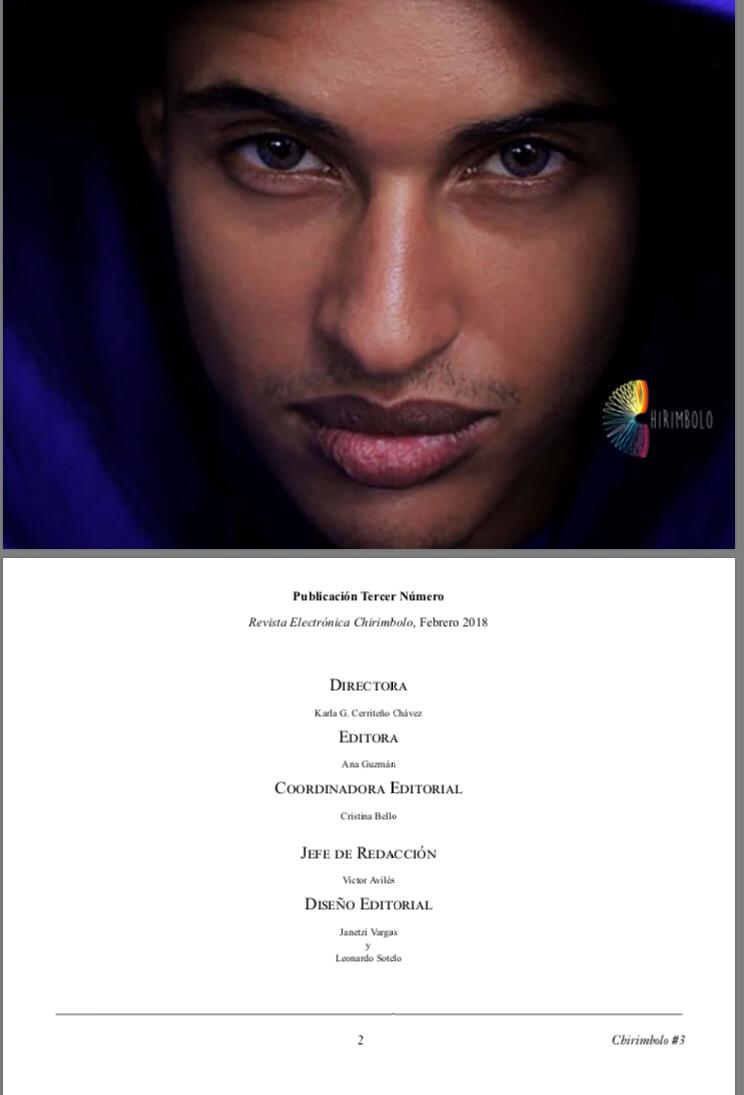 HIRIMBOLO
Publicación Tercer Número
Revista Electrónica Chirimbolo, Febrero 2018
Directora
Karla G. Cerriteño Chávez
Editora
Ana Guzmán
Coordinadora Editorial
Cristina Bello
Jefe de Redacción
Victor Avilés
Diseño Editorial
Janetzi Vargas
y
Leonardo Sotelo
2
Chirimbolo #3